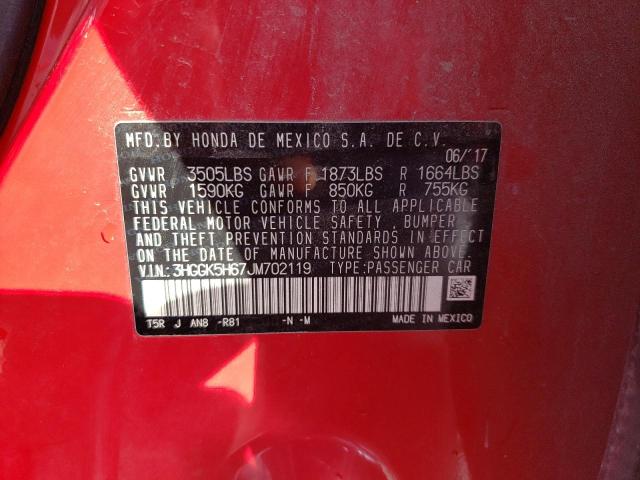 MFD. BY HONDA DE MEXICO S.A. DE C.V.
06/'17
GVWR 3505LBS GAWR F 1873LBS R 1664LBS
GVWR 1590KG GAWR F 850KG R 755KG
THIS VEHICLE CONFORMS TO ALL APPLICABLE
FEDERAL MOTOR VEHICLE SAFETY , BUMPER ,
AND THEFT PREVENTION STANDARDS IN EFFECT
ON THE DATE OF MANUFACTURE SHOWN ABOVE.
V.I.N: 3HGGK5H67JM702119 TYPE:PASSENGER CAR
T5R J AN8 -R81 -N -M MADE IN MEXICO